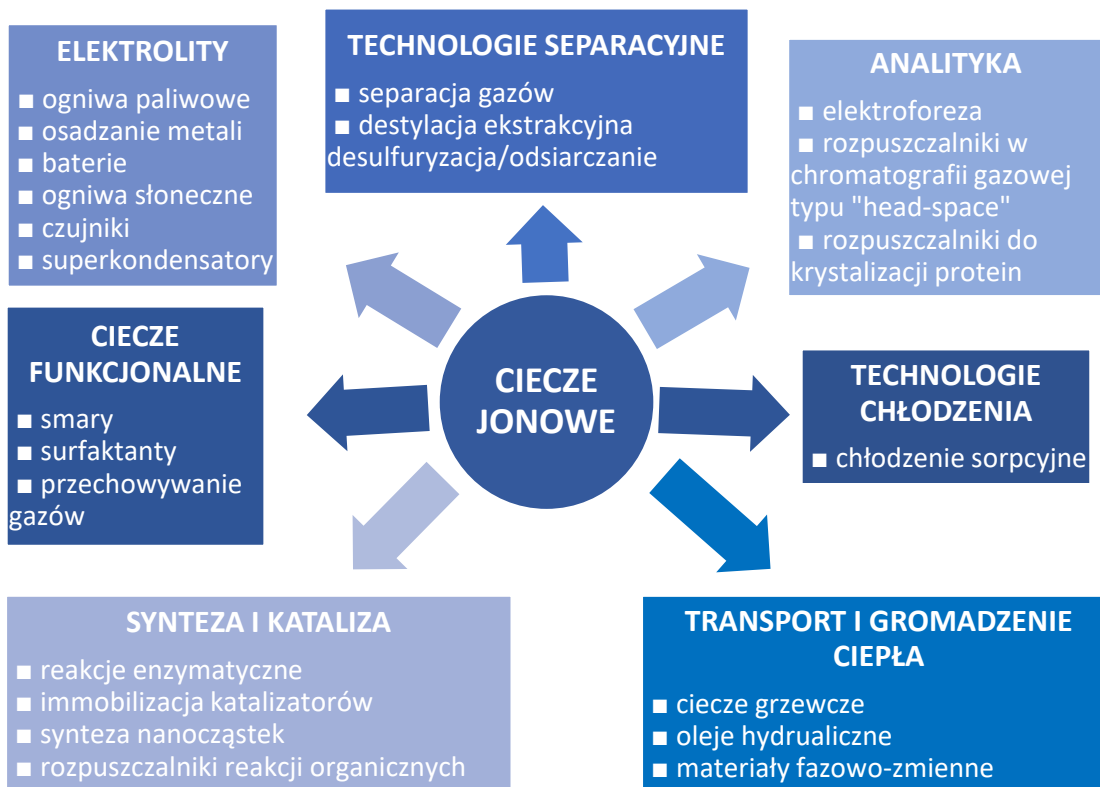 ELEKTROLITY
■ ogniwa paliwowe
■ osadzanie metali
■ baterie
■ ogniwa słoneczne
■ czujniki
■ superkondensatory
TECHNOLOGIE SEPARACYJNE
■ separacja gazów
■ destylacja ekstrakcyjna
desulfuryzacja/odsiarczanie
ANALITYKA
■ elektroforeza
■ rozpuszczalniki w
chromatografii gazowej
typu "head-space"
■ rozpuszczalniki do
krystalizacji protein
CIECZE
FUNKCJONALNE
■ smary
■ surfaktanty
■ przechowywanie
gazów
CIECZE
JONOWE
TECHNOLOGIE
CHŁODZENIA
■ chłodzenie sorpcyjne
SYNTEZA I KATALIZA
■ reakcje enzymatyczne
■ immobilizacja katalizatorów
■ synteza nanocząstek
■ rozpuszczalniki reakcji organicznych
TRANSPORT I GROMADZENIE
CIEPŁA
■ ciecze grzewcze
■ oleje hydrualiczne
■ materiały fazowo-zmienne